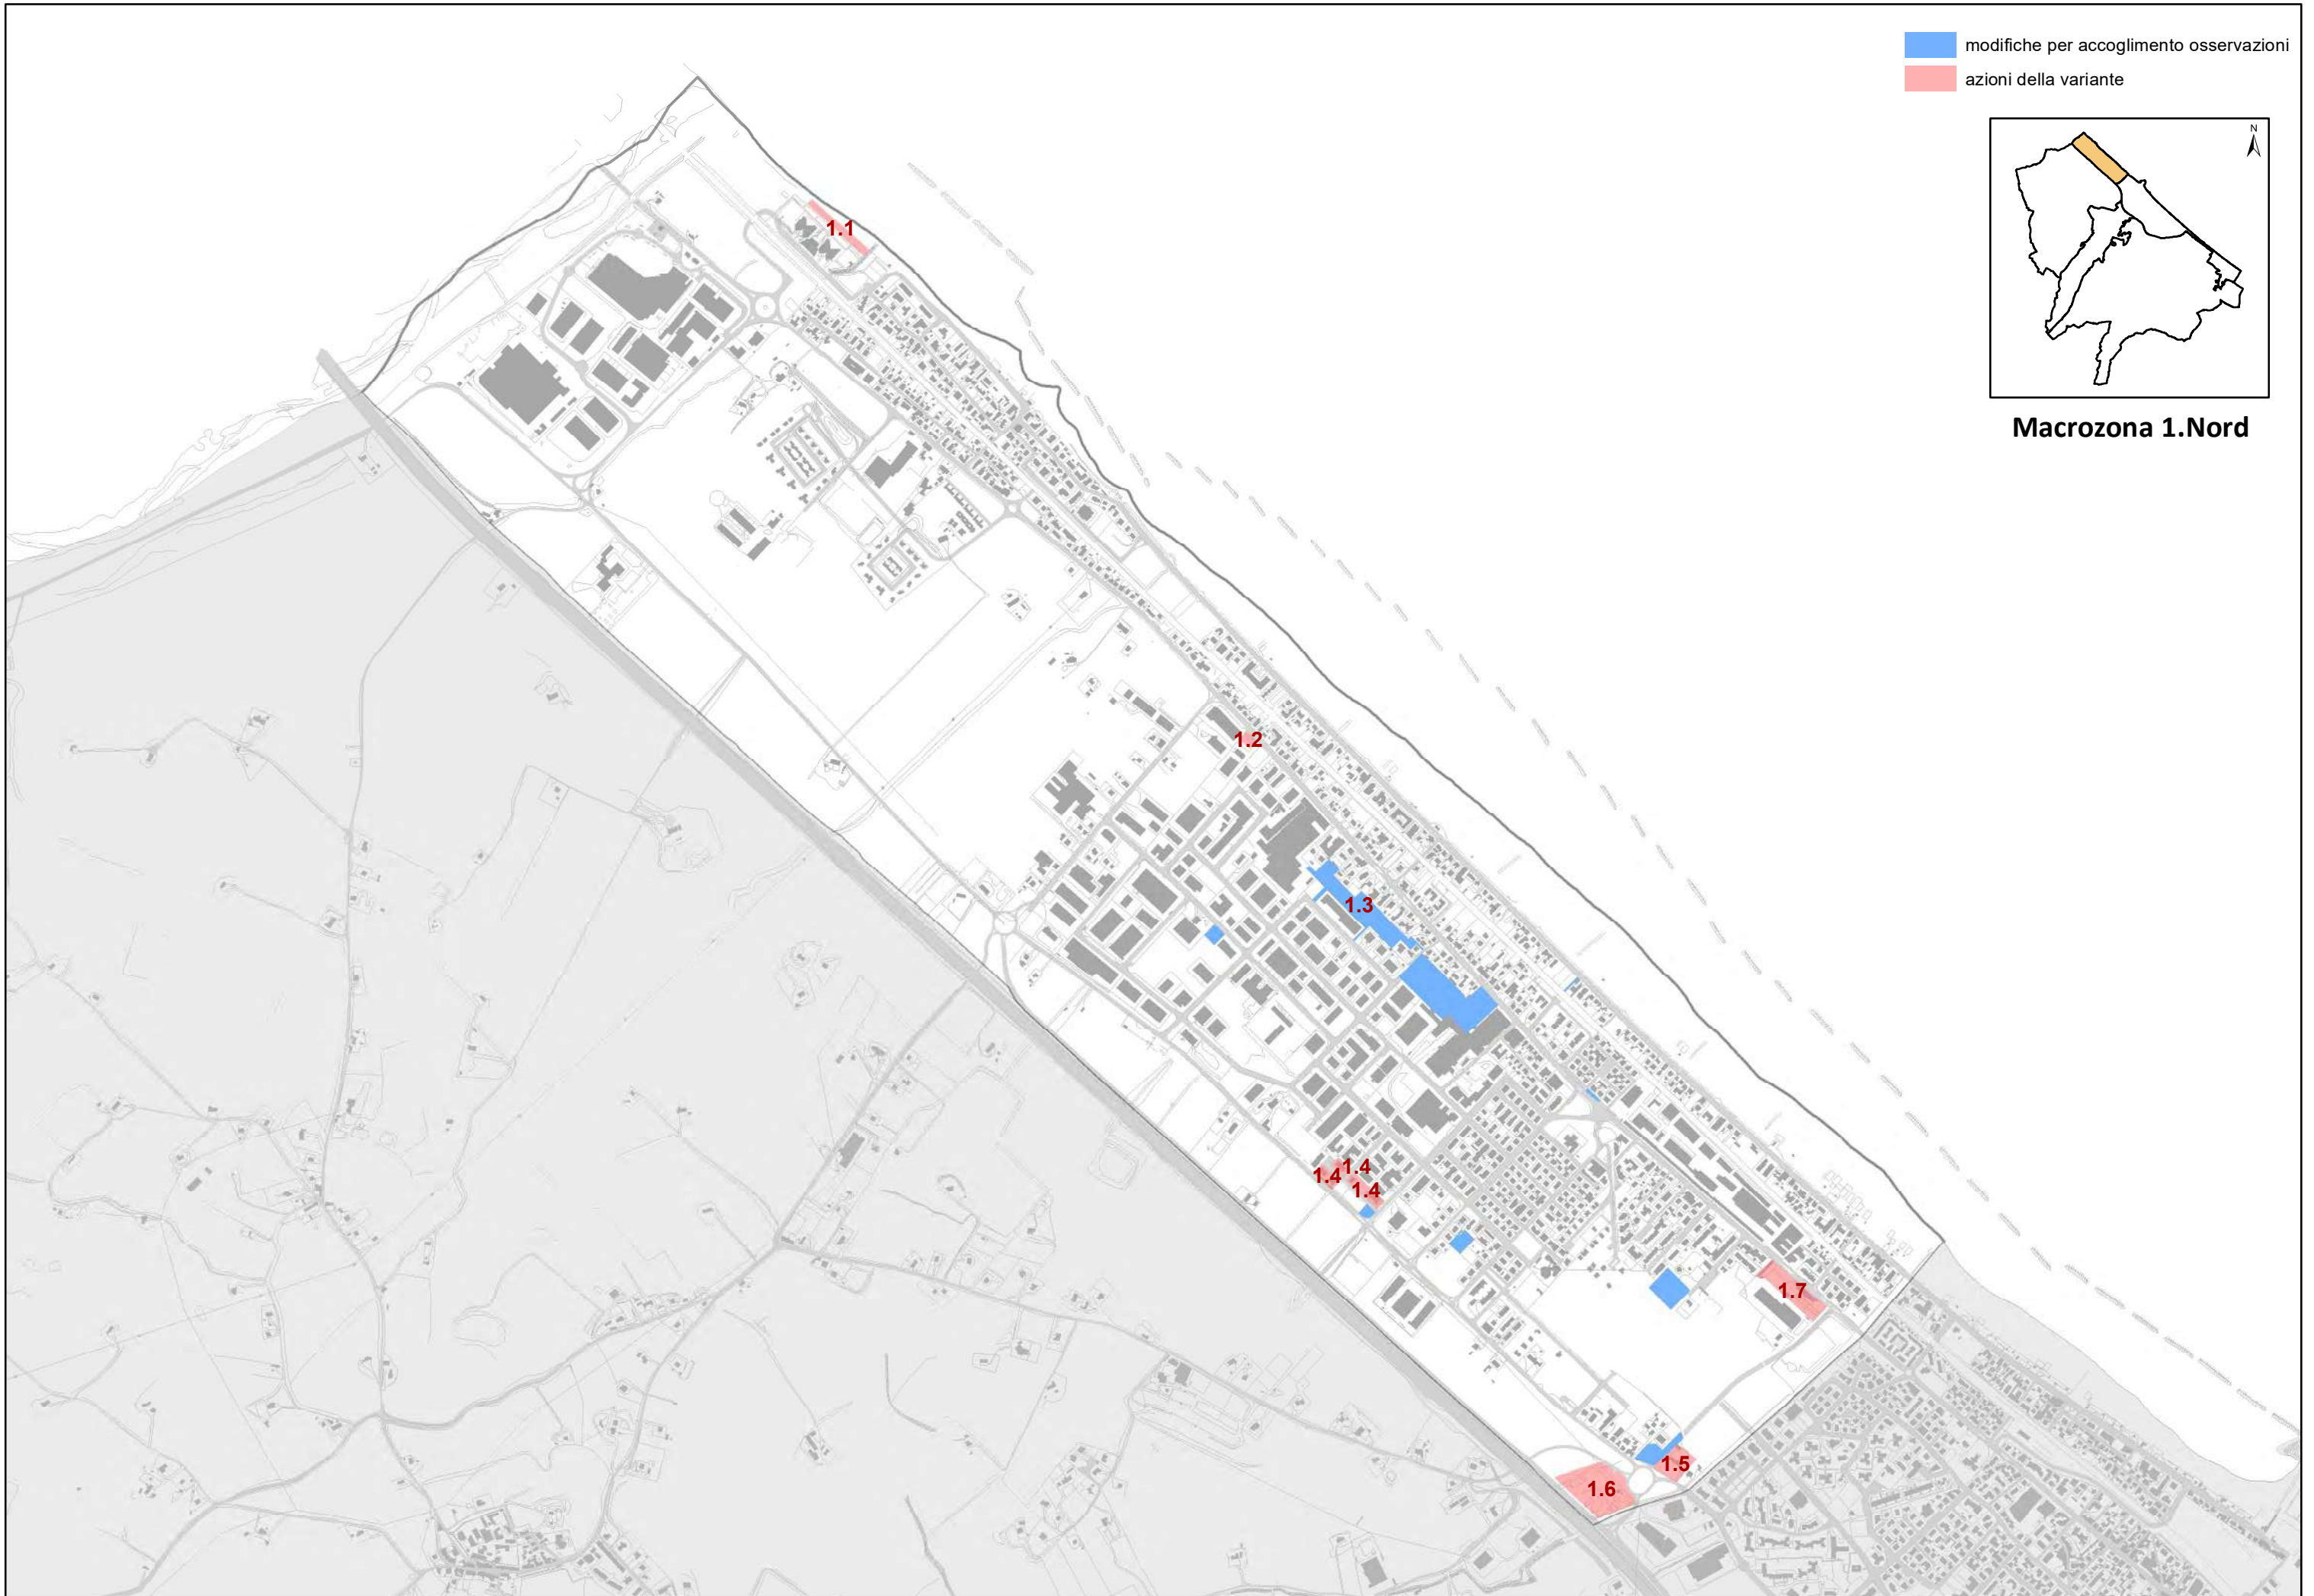 modifiche per accoglimento osservazioni
azioni della variante
N
Macrozona 1.Nord
1.1
1.2
1.3
1.4
1.4
1.4
1.7
1.5
1.6